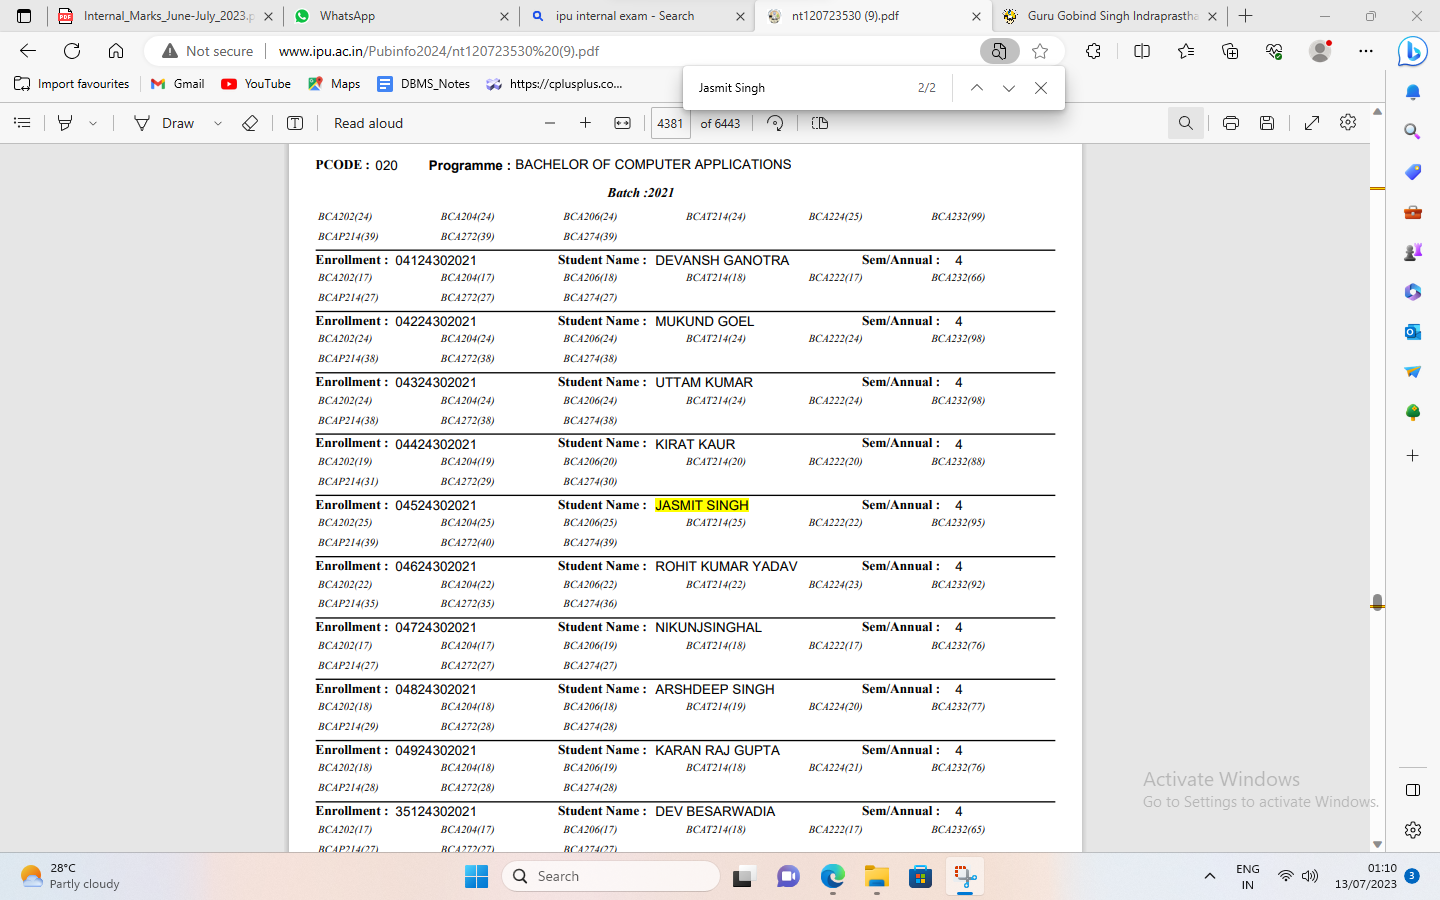 Internal_Marks_June-July_2023.p
WhatsApp
ipu internal exam - Search
nt120723530 (9).pdf
Guru Gobind Singh Indraprastha
Not secure
www.ipu.ac.in/Pubinfo2024/nt120723530%20(9).pdf
Import favourites
Gmail
YouTube
Maps
DBMS_Notes
https://cplusplus.co...
Jasmit Singh 2/2
Draw
Read aloud
4381 of 6443
PCODE : 020 Programme : BACHELOR OF COMPUTER APPLICATIONS
Batch :2021
BCA202(24) BCA204(24) BCA206(24) BCAT214(24) BCA224(25) BCA232(99)
BCAP214(39) BCA272(39) BCA274(39)
Enrollment : 04124302021 Student Name : DEVANSH GANOTRA Sem/Annual : 4
BCA202(17) BCA204(17) BCA206(18) BCAT214(18) BCA222(17) BCA232(66)
BCAP214(27) BCA272(27) BCA274(27)
Enrollment : 04224302021 Student Name : MUKUND GOEL Sem/Annual : 4
BCA202(24) BCA204(24) BCA206(24) BCAT214(24) BCA222(24) BCA232(98)
BCAP214(38) BCA272(38) BCA274(38)
Enrollment : 04324302021 Student Name : UTTAM KUMAR Sem/Annual : 4
BCA202(24) BCA204(24) BCA206(24) BCAT214(24) BCA222(24) BCA232(98)
BCAP214(38) BCA272(38) BCA274(38)
Enrollment : 04424302021 Student Name : KIRAT KAUR Sem/Annual : 4
BCA202(19) BCA204(19) BCA206(20) BCAT214(20) BCA222(20) BCA232(88)
BCAP214(31) BCA272(29) BCA274(30)
Enrollment : 04524302021 Student Name : JASMIT SINGH Sem/Annual : 4
BCA202(25) BCA204(25) BCA206(25) BCAT214(25) BCA222(22) BCA232(95)
BCAP214(39) BCA272(40) BCA274(39)
Enrollment : 04624302021 Student Name : ROHIT KUMAR YADAV Sem/Annual : 4
BCA202(22) BCA204(22) BCA206(22) BCAT214(22) BCA224(23) BCA232(92)
BCAP214(35) BCA272(35) BCA274(36)
Enrollment : 04724302021 Student Name : NIKUNJSINGHAL Sem/Annual : 4
BCA202(17) BCA204(17) BCA206(19) BCAT214(18) BCA222(17) BCA232(76)
BCAP214(27) BCA272(27) BCA274(27)
Enrollment : 04824302021 Student Name : ARSHDEEP SINGH Sem/Annual : 4
BCA202(18) BCA204(18) BCA206(18) BCAT214(19) BCA224(20) BCA232(77)
BCAP214(29) BCA272(28) BCA274(28)
Enrollment : 04924302021 Student Name : KARAN RAJ GUPTA Sem/Annual : 4
BCA202(18) BCA204(18) BCA206(19) BCAT214(18) BCA224(21) BCA232(76)
BCAP214(28) BCA272(28) BCA274(28)
Enrollment : 35124302021 Student Name : DEV BESARWADIA Sem/Annual : 4
BCA202(17) BCA204(17) BCA206(17) BCAT214(18) BCA222(17) BCA232(65)
BCAP214(27) BCA272(27) BCA274(27)
Activate Windows
Go to Settings to activate Windows.
28°C
Partly cloudy
Search
ENG
IN
01:10
13/07/2023
3